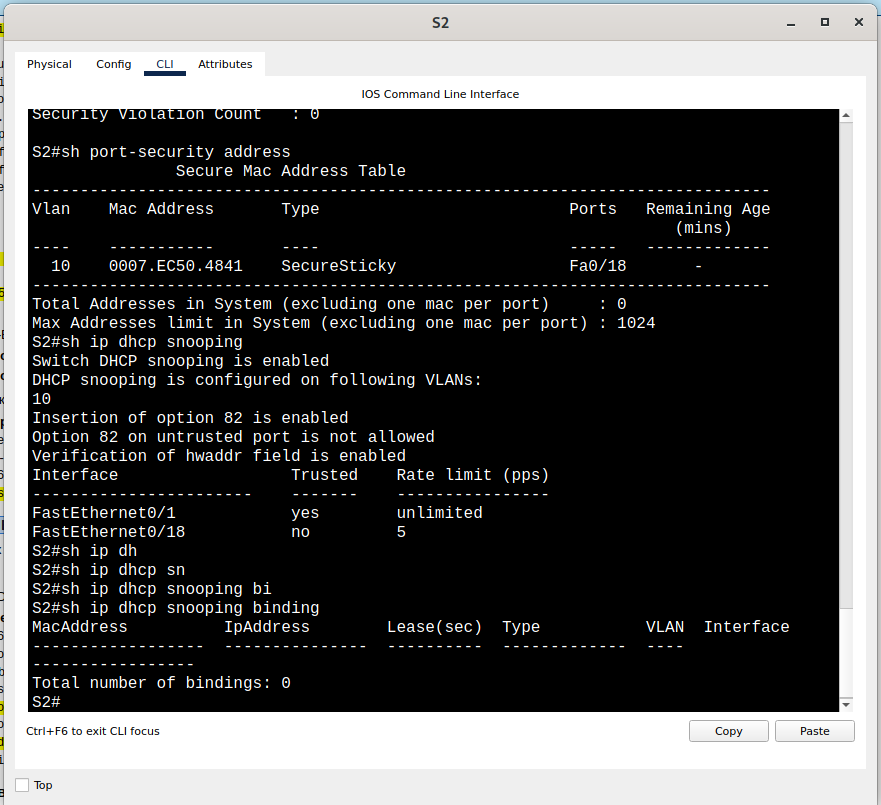 S2
Physical Config CLI Attributes
IOS Command Line Interface
Security Violation Count   : 0
S2#sh port-security address
               Secure Mac Address Table
-----------------------------------------------------------------------------
Vlan    Mac Address       Type                          Ports   Remaining Age
                                                                   (mins)
----    -----------       ----                          -----   -------------
  10    0007.EC50.4841    SecureSticky                  Fa0/18       -
-----------------------------------------------------------------------------
Total Addresses in System (excluding one mac per port)     : 0
Max Addresses limit in System (excluding one mac per port) : 1024
S2#sh ip dhcp snooping
Switch DHCP snooping is enabled
DHCP snooping is configured on following VLANs:
10
Insertion of option 82 is enabled
Option 82 on untrusted port is not allowed
Verification of hwaddr field is enabled
Interface                  Trusted    Rate limit (pps)
-----------------------    -------    ----------------
FastEthernet0/1            yes        unlimited
FastEthernet0/18           no         5
S2#sh ip dh
S2#sh ip dhcp sn
S2#sh ip dhcp snooping bi
S2#sh ip dhcp snooping binding
MacAddress          IpAddress        Lease(sec)  Type           VLAN  Interface
------------------  ---------------  ----------  -------------  ----
-----------------
Total number of bindings: 0
S2#
Ctrl+F6 to exit CLI focus
Copy
Paste
Top